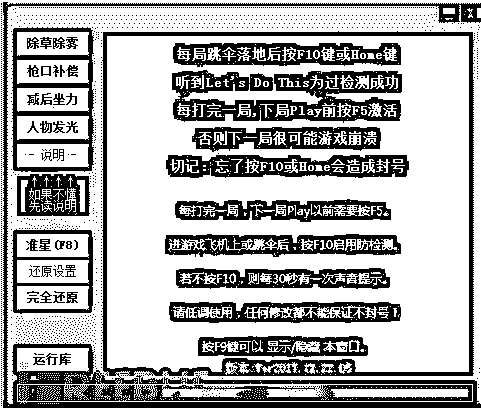 除草除雾
枪口补偿
减后坐力
人物发光
-- 说明 --
如果不懂
先读说明
准星(F8)
还原设置
完全还原
运行库
每局跳伞落地后按F10键或Home键
听到Let's Do This为过检测成功
每打完一局,下局Play前按F5激活
否则下一局很可能游戏崩溃
切记：忘了按F10或Home会造成封号
每打完一局，下一局Play以前需要按F5。
进游戏飞机上或跳伞后，按F10启用防检测。
若不按F10，则每30秒有一次声音提示。
请低调使用，任何修改都不能保证不封号！
按F9键可以 显示/隐藏 本窗口。